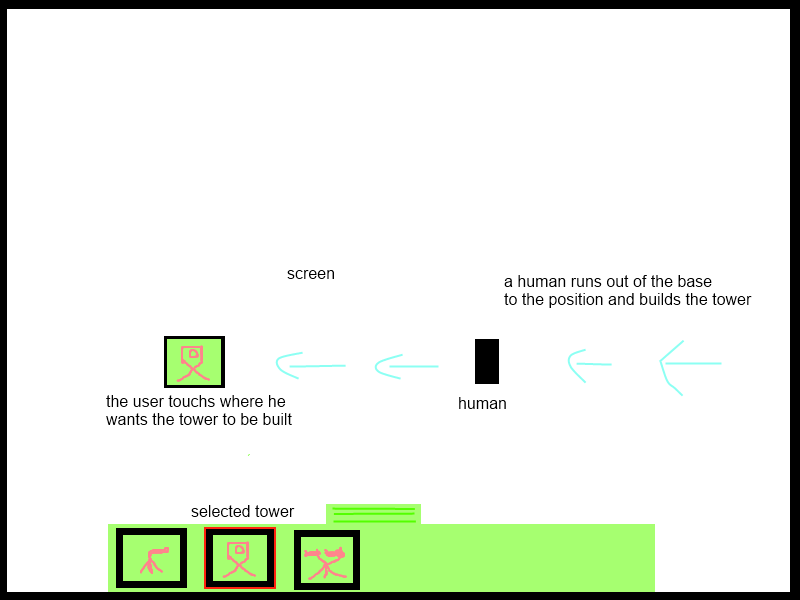 screen
a human runs out of the base
to the position and builds the tower
the user touchs where he
wants the tower to be built
human
selected tower